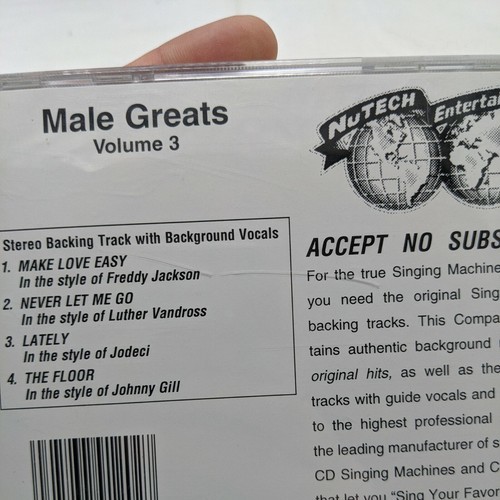 Male Greats
Volume 3
NUTECH
Stereo Backing Track with Background Vocals
1. MAKE LOVE EASY
In the style of Freddy Jackson
2. NEVER LET ME GO
In the style of Luther Vandross
3. LATELY
In the style of Jodeci
4. THE FLOOR
In the style of Johnny Gill
ACCEPT NO
For the true Singing Machine
you need the original
backing tracks. This
authentic background
original hits, as well as the
tracks with guide vocals and
to the highest professional
the leading manufacturer of
CD Singing Machines and
that let you "Sing Your